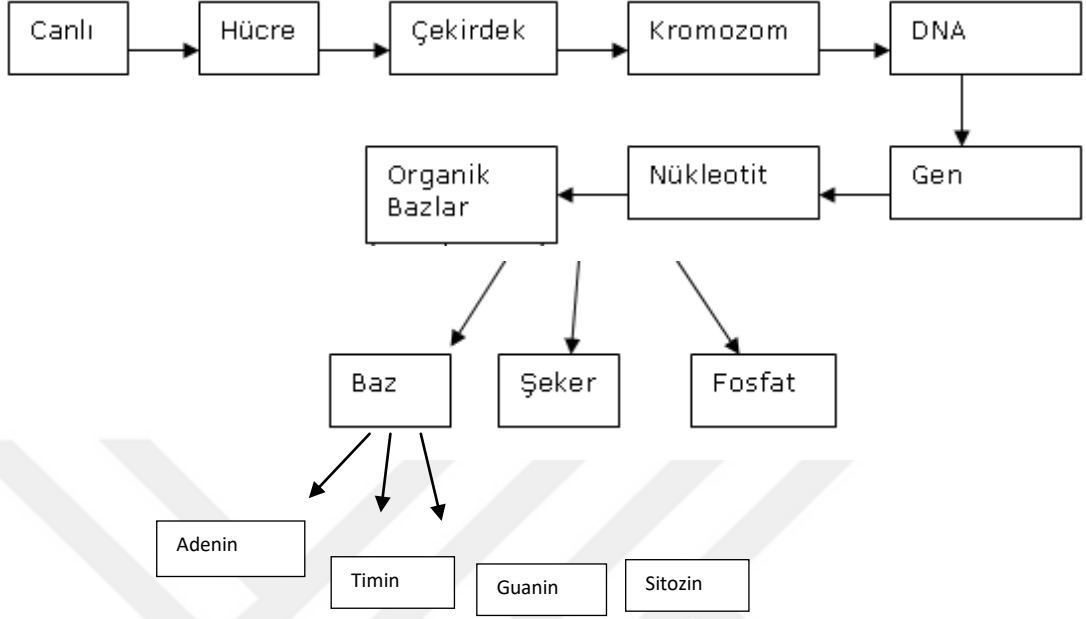 Canlı
Hücre
Çekirdek
Kromozom
DNA
Organik
Bazlar
Nükleotit
Gen
Baz
Şeker
Fosfat
Adenin
Timin
Guanin
Sitozin